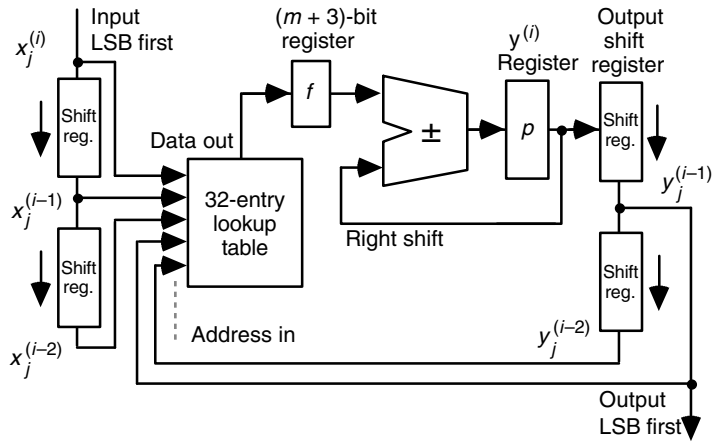 Input
LSB first
x_j^(i)
(m + 3)-bit
register
y^(i)
Register
Output
shift
register
f
±
p
Shift
reg.
Shift
reg.
Data out
x_j^(i–1)
32-entry
lookup
table
y_j^(i–1)
Right shift
Shift
reg.
Shift
reg.
Address in
x_j^(i–2)
y_j^(i–2)
Output
LSB first